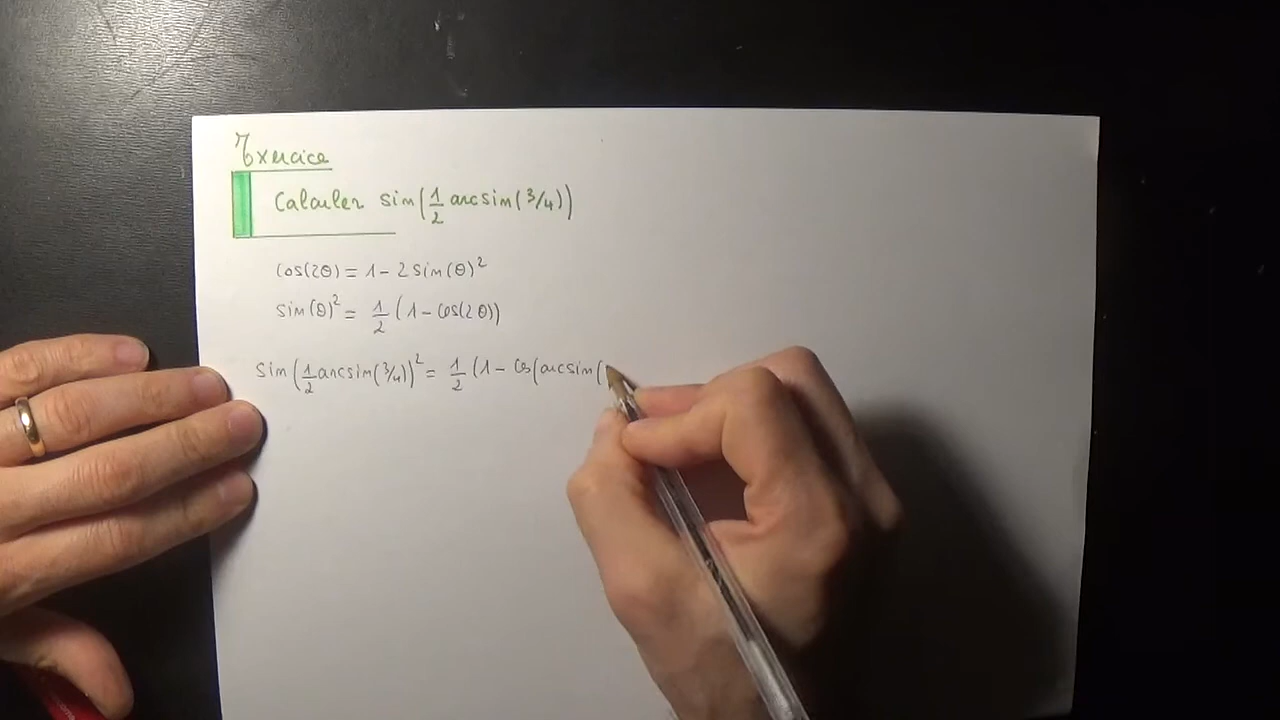 Exercice
Calculer sin(1/2 arcsin(3/4))
cos(2θ) = 1 - 2 sin(θ)²
sin(θ)² = 1/2 (1 - cos(2θ))
sin(1/2 arcsin(3/4))² = 1/2 (1 - cos(arcsin(